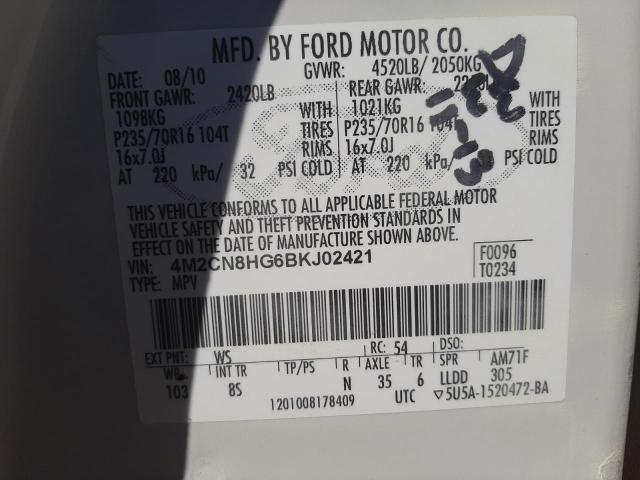 MFD. BY FORD MOTOR CO.
DATE: 08/10 GVWR: 4520LB/ 2050KG
FRONT GAWR: 2420LB REAR GAWR:
1098KG WITH 1021KG WITH
P235/70R16 104T TIRES P235/70R16 104T TIRES
16x7.0J RIMS 16x7.0J RIMS
AT 220 kPa/ 32 PSI COLD AT 220 PSI COLD
THIS VEHICLE CONFORMS TO ALL APPLICABLE FEDERAL MOTOR
VEHICLE SAFETY AND THEFT PREVENTION STANDARDS IN
EFFECT ON THE DATE OF MANUFACTURE SHOWN ABOVE.
VIN: 4M2CN8HG6BKJ02421 F0096
TYPE: MPV T0234
EXT PNT: WS RC: 54 DSO:
WB INT TR TP/PS R AXLE TR SPR AM71F
103 8S N 35 6 LLDD 305
1201008178409 UTC ▽5U5A-1520472-BA